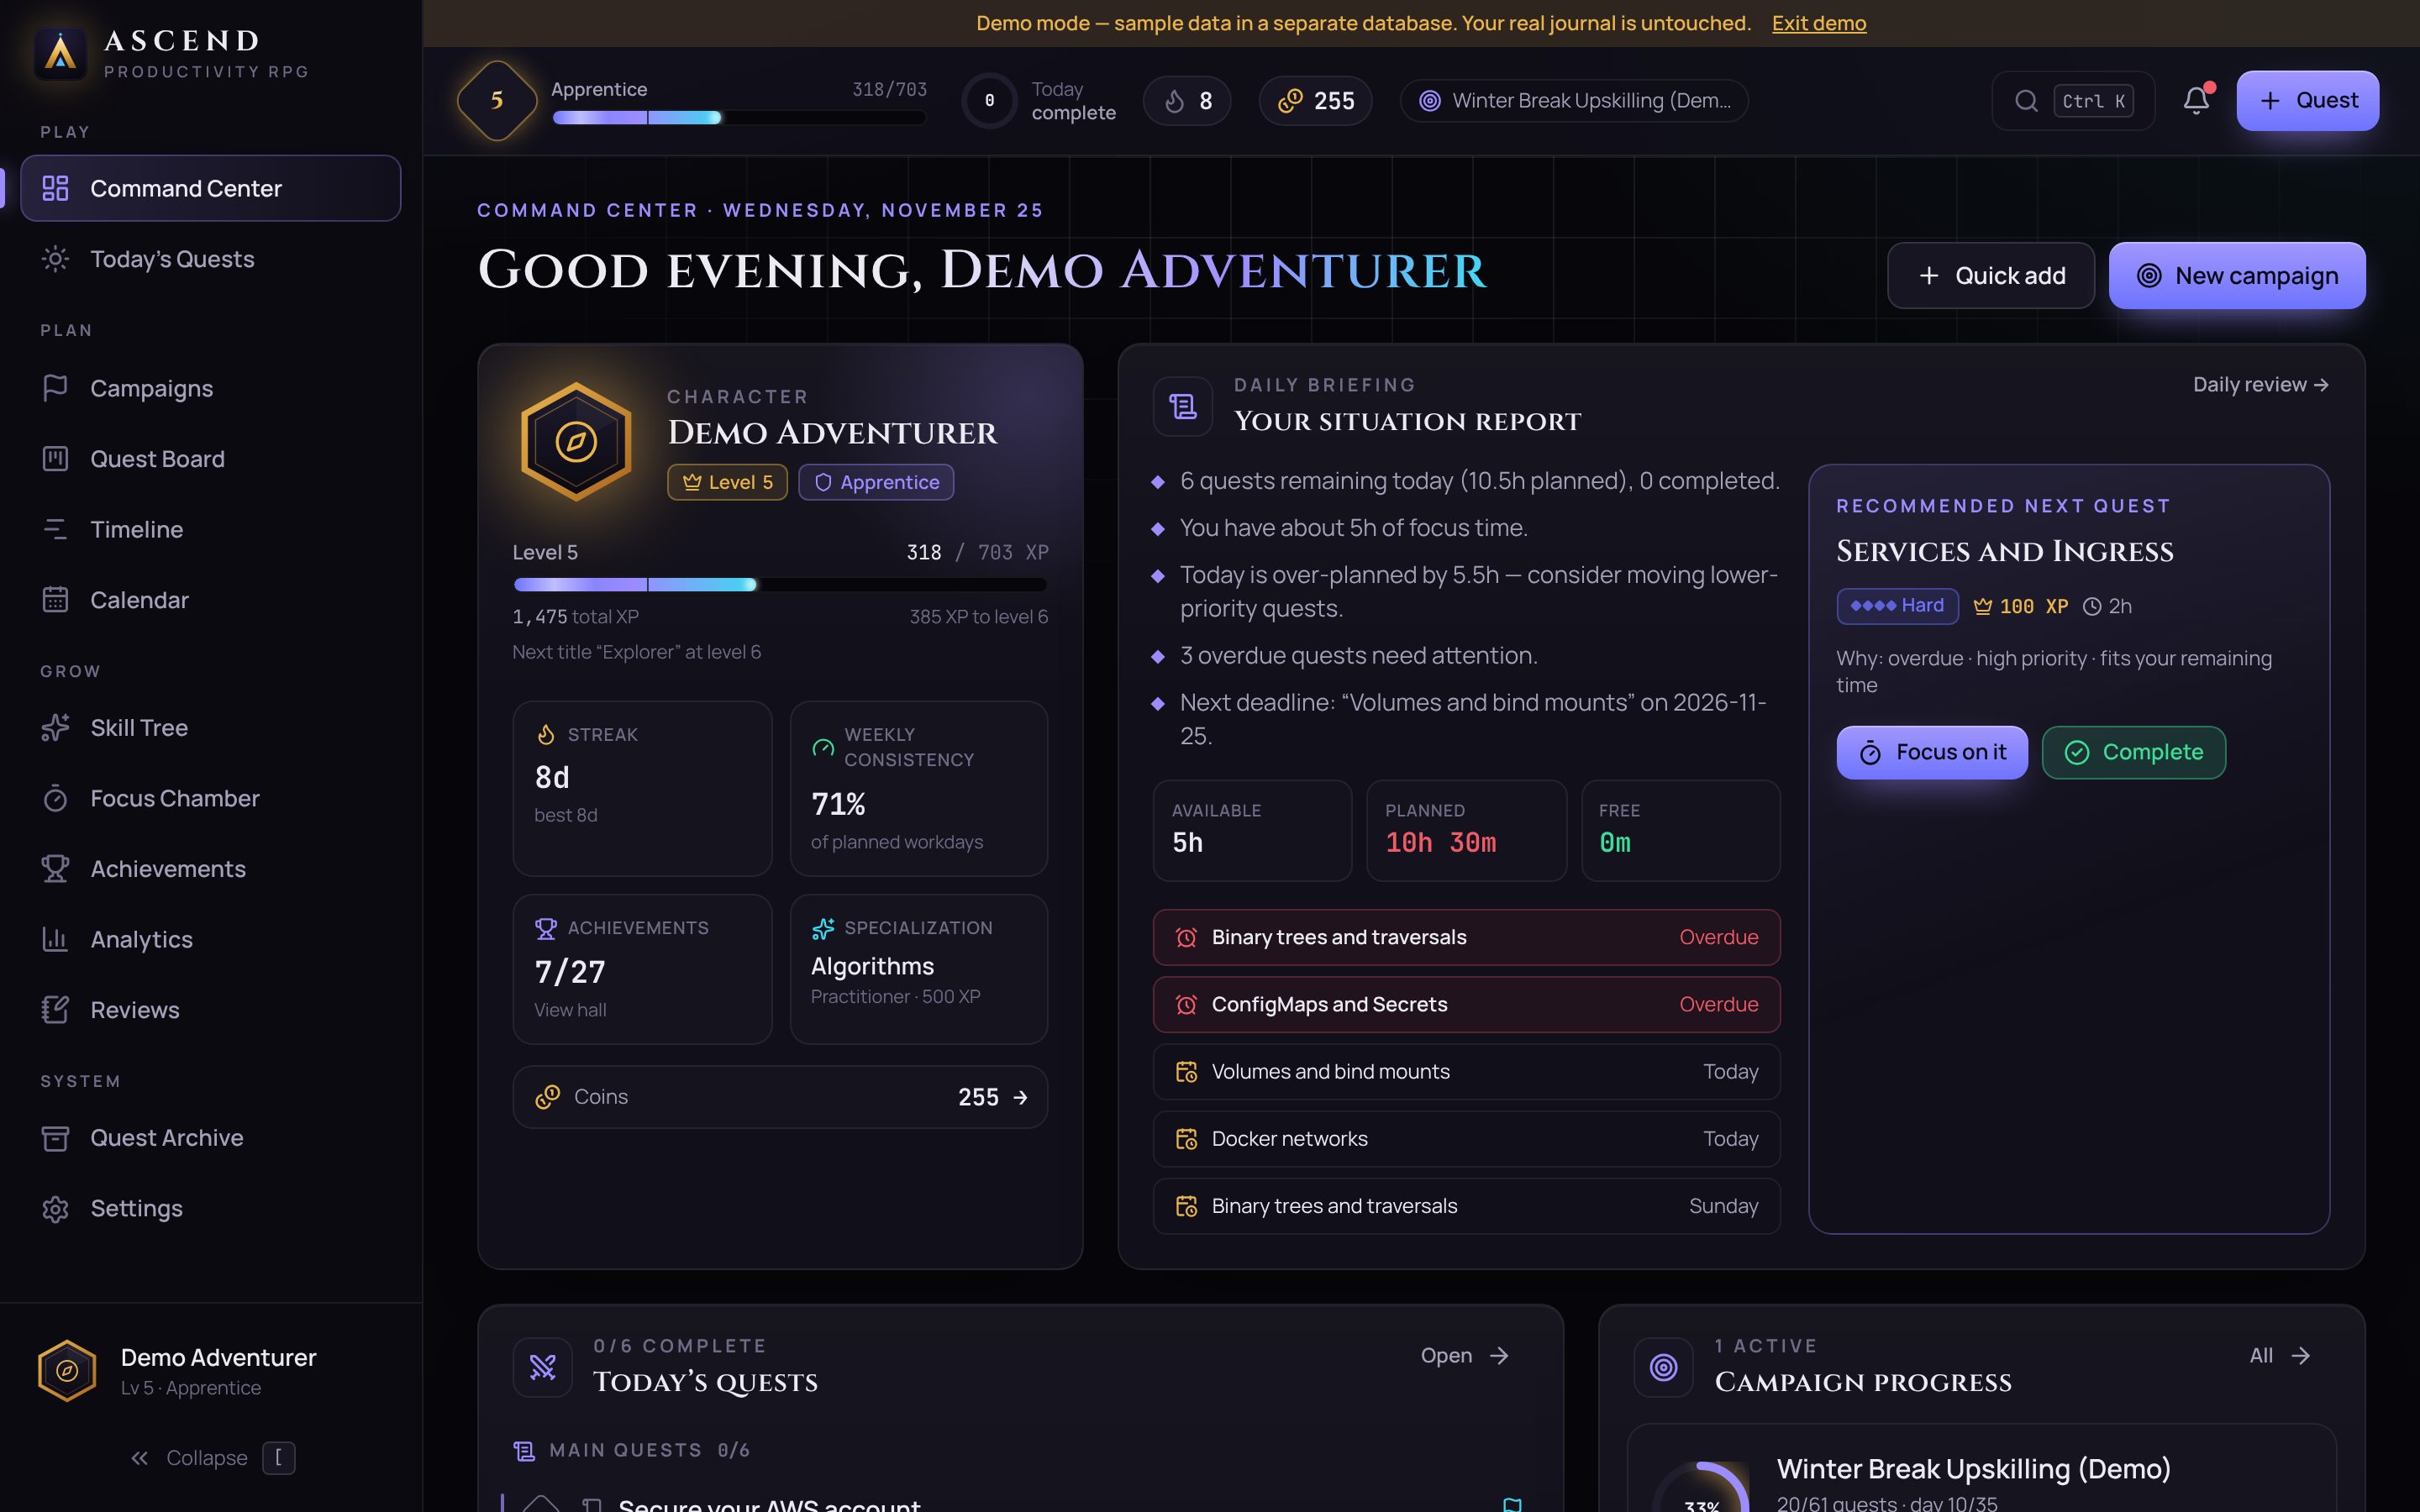 ASCEND
PRODUCTIVITY RPG
PLAY
Command Center
Today's Quests
PLAN
Campaigns
Quest Board
Timeline
Calendar
GROW
Skill Tree
Focus Chamber
Achievements
Analytics
Reviews
SYSTEM
Quest Archive
Settings
Demo Adventurer
Lv 5 · Apprentice
Collapse [
Demo mode — sample data in a separate database. Your real journal is untouched. Exit demo
5
Apprentice 318/703
0
Today
complete
8
255
Winter Break Upskilling (Dem...
Ctrl K
Quest
COMMAND CENTER · WEDNESDAY, NOVEMBER 25
Good evening, Demo Adventurer
Quick add
New campaign
CHARACTER
Demo Adventurer
Level 5
Apprentice
Level 5 318 / 703 XP
1,475 total XP 385 XP to level 6
Next title “Explorer” at level 6
STREAK
8d
best 8d
WEEKLY
CONSISTENCY
71%
of planned workdays
ACHIEVEMENTS
7/27
View hall
SPECIALIZATION
Algorithms
Practitioner · 500 XP
Coins 255 →
DAILY BRIEFING
Your situation report
Daily review →
6 quests remaining today (10.5h planned), 0 completed.
You have about 5h of focus time.
Today is over-planned by 5.5h — consider moving lower-
priority quests.
3 overdue quests need attention.
Next deadline: “Volumes and bind mounts” on 2026-11-
25.
AVAILABLE
5h
PLANNED
10h 30m
FREE
0m
Binary trees and traversals Overdue
ConfigMaps and Secrets Overdue
Volumes and bind mounts Today
Docker networks Today
Binary trees and traversals Sunday
RECOMMENDED NEXT QUEST
Services and Ingress
Hard 100 XP 2h
Why: overdue · high priority · fits your remaining
time
Focus on it
Complete
0/6 COMPLETE
Today’s quests
Open →
MAIN QUESTS 0/6
Secure your AWS account
1 ACTIVE
Campaign progress
All →
33%
Winter Break Upskilling (Demo)
20/61 quests · day 10/35